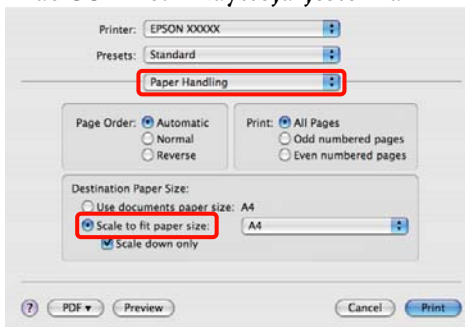 Printer: EPSON XXXXX
Presets: Standard
Paper Handling
Page Order: Automatic Print: All Pages
Normal Odd numbered pages
Reverse Even numbered pages
Destination Paper Size:
Use documents paper size: A4
Scale to fit paper size: A4
Scale down only
? PDF ▾ Preview Cancel Print